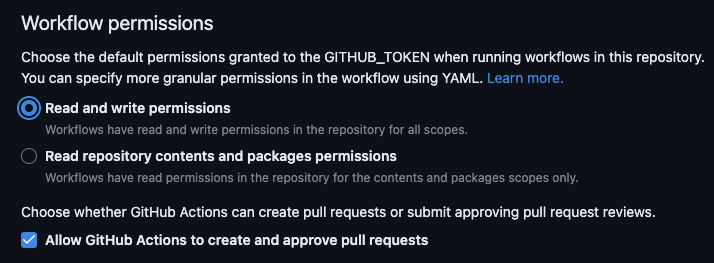 Workflow permissions
Choose the default permissions granted to the GITHUB_TOKEN when running workflows in this repository.
You can specify more granular permissions in the workflow using YAML. Learn more.
Read and write permissions
Workflows have read and write permissions in the repository for all scopes.
Read repository contents and packages permissions
Workflows have read permissions in the repository for the contents and packages scopes only.
Choose whether GitHub Actions can create pull requests or submit approving pull request reviews.
Allow GitHub Actions to create and approve pull requests